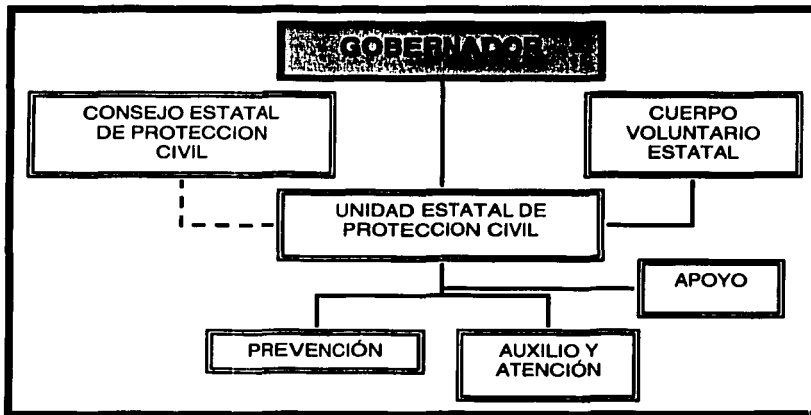 GOBERNADOR
CONSEJO ESTATAL
DE PROTECCION
CIVIL
CUERPO
VOLUNTARIO
ESTATAL
UNIDAD ESTATAL DE
PROTECCION CIVIL
APOYO
PREVENCIÓN
AUXILIO Y
ATENCIÓN